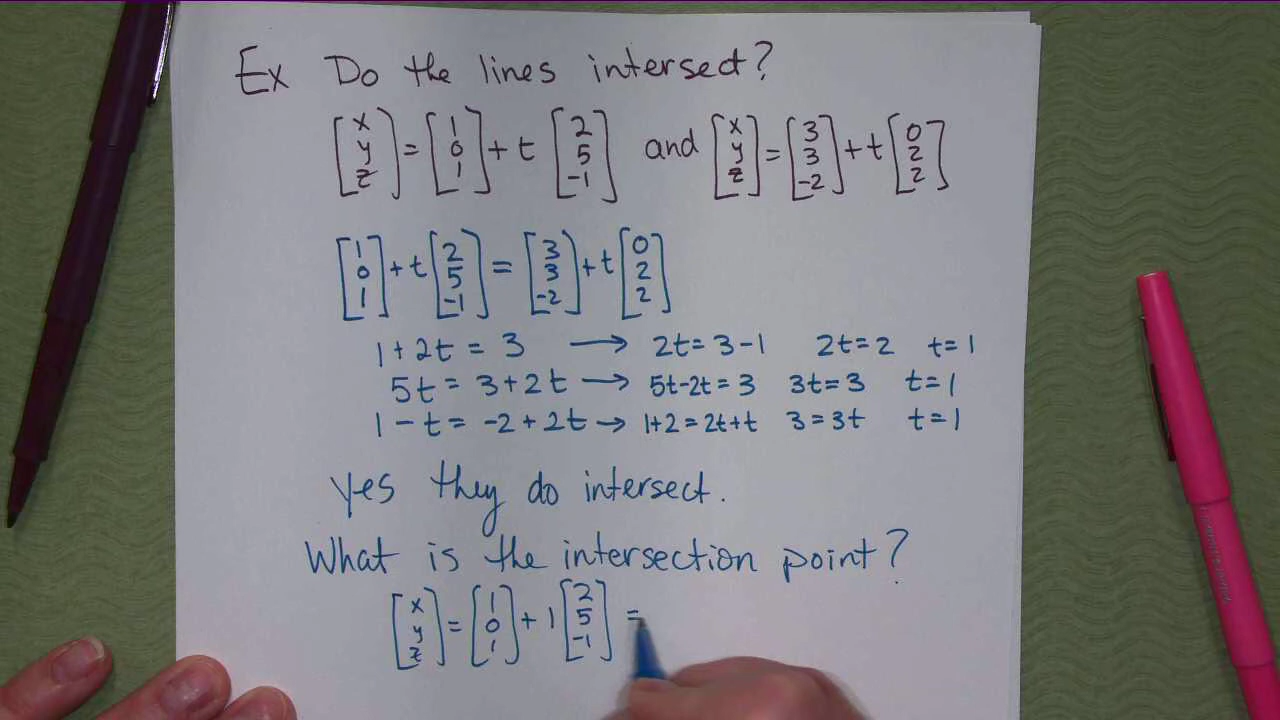 Ex Do the lines intersect?
[x y z] = [1 0 1] + t [2 5 -1] and [x y z] = [3 3 -2] + t [0 2 2]
[1 0 1] + t [2 5 -1] = [3 3 -2] + t [0 2 2]
1 + 2t = 3 → 2t = 3 - 1 2t = 2 t = 1
5t = 3 + 2t → 5t - 2t = 3 3t = 3 t = 1
1 - t = -2 + 2t → 1 + 2 = 2t + t 3 = 3t t = 1
Yes they do intersect.
What is the intersection point?
[x y z] = [1 0 1] + 1 [2 5 -1] =